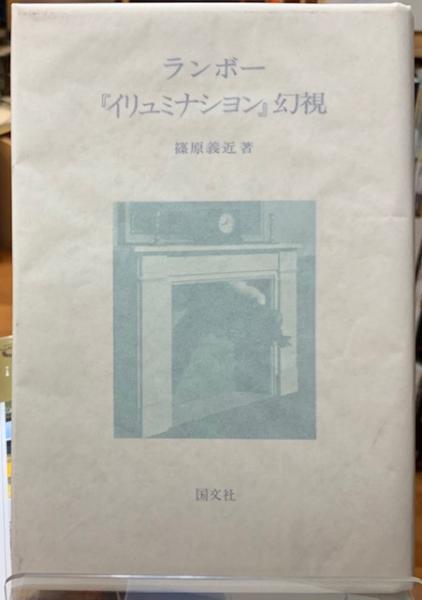 ランボー
『イリュミナシヨン』幻視
篠原義近著
国文社